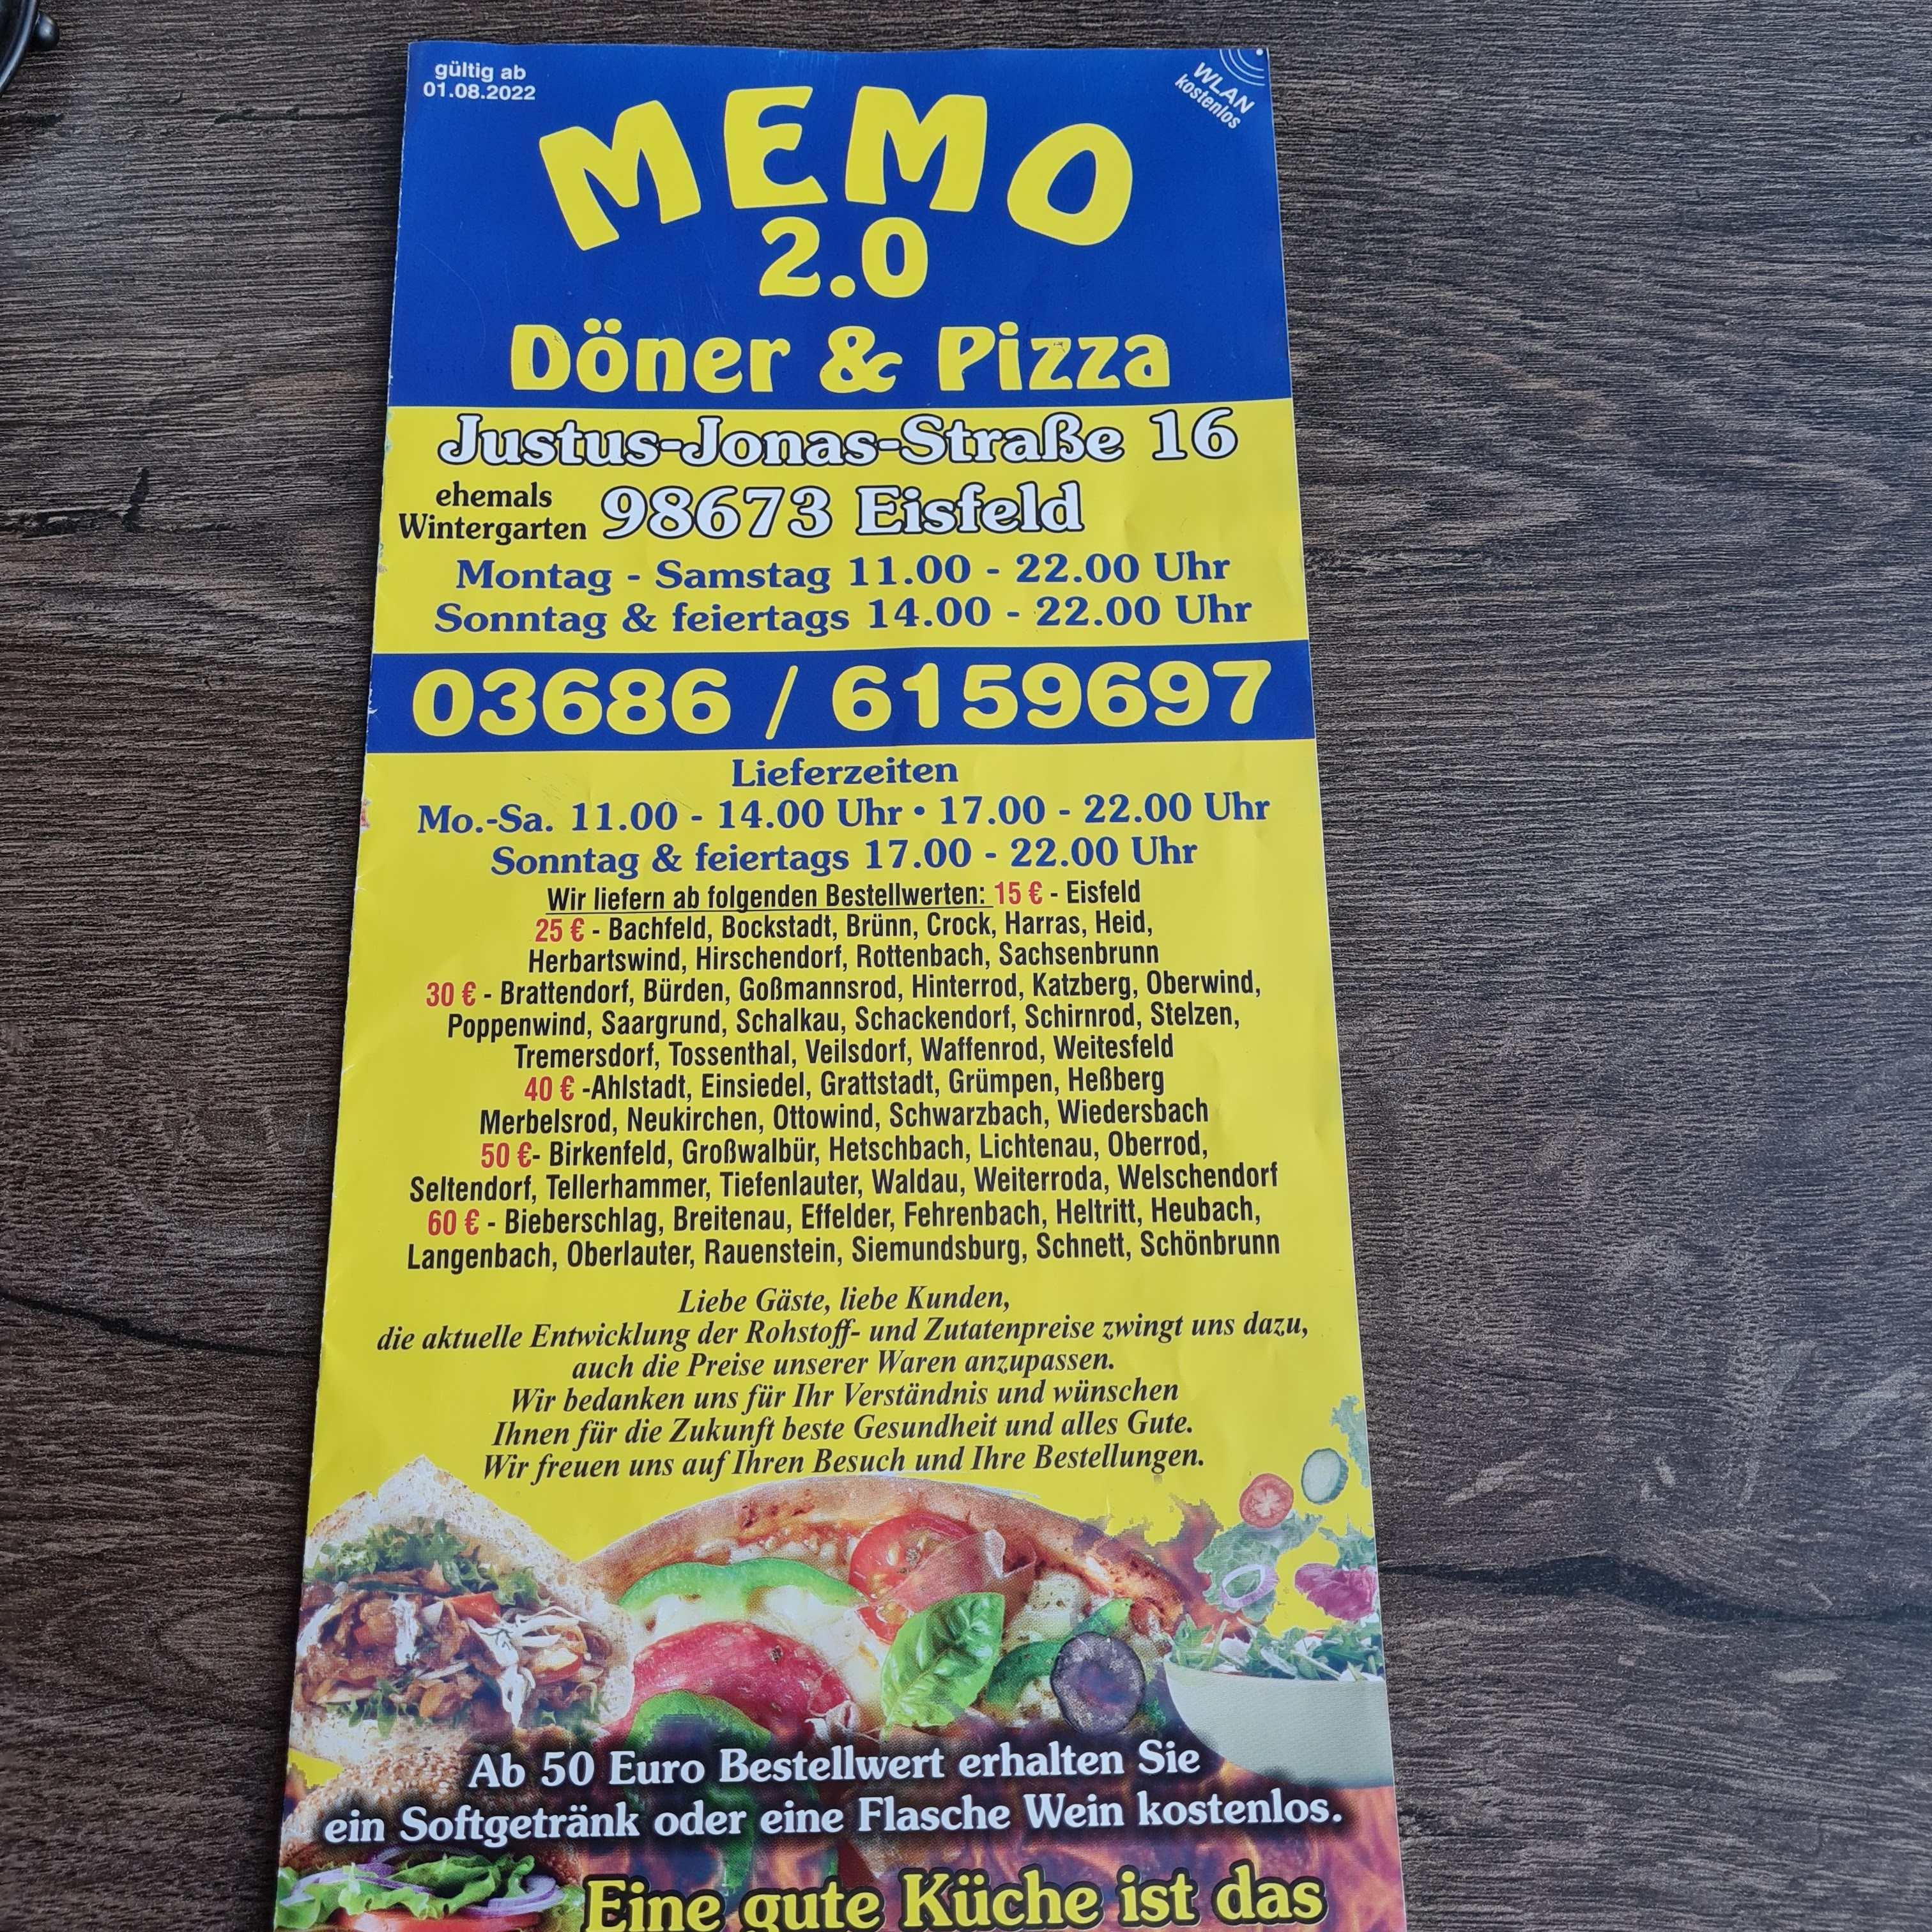 gültig ab
01.08.2022
WLAN
kostenlos
MEMO
2.0
Döner & Pizza
Justus-Jonas-Straße 16
ehemals
Wintergarten
98673 Eisfeld
Montag - Samstag 11.00 - 22.00 Uhr
Sonntag & feiertags 14.00 - 22.00 Uhr
03686 / 6159697
Lieferzeiten
Mo.-Sa. 11.00 - 14.00 Uhr • 17.00 - 22.00 Uhr
Sonntag & feiertags 17.00 - 22.00 Uhr
Wir liefern ab folgenden Bestellwerten: 15 € - Eisfeld
25 € - Bachfeld, Bockstadt, Brünn, Crock, Harras, Heid,
Herbartswind, Hirschendorf, Rottenbach, Sachsenbrunn
30 € - Brattendorf, Bürden, Goßmannsrod, Hinterrod, Katzberg, Oberwind,
Poppenwind, Saargrund, Schalkau, Schackendorf, Schirnrod, Stelzen,
Tremersdorf, Tossenthal, Veilsdorf, Waffenrod, Weitesfeld
40 € -Ahlstadt, Einsiedel, Grattstadt, Grümpen, Heßberg
Merbelsrod, Neukirchen, Ottowind, Schwarzbach, Wiedersbach
50 €- Birkenfeld, Großwalbür, Hetschbach, Lichtenau, Oberrod,
Seltendorf, Tellerhammer, Tiefenlauter, Waldau, Weiterroda, Welschendorf
60 € - Bieberschlag, Breitenau, Effelder, Fehrenbach, Heltritt, Heubach,
Langenbach, Oberlauter, Rauenstein, Siemundsburg, Schnett, Schönbrunn
Liebe Gäste, liebe Kunden,
die aktuelle Entwicklung der Rohstoff- und Zutatenpreise zwingt uns dazu,
auch die Preise unserer Waren anzupassen.
Wir bedanken uns für Ihr Verständnis und wünschen
Ihnen für die Zukunft beste Gesundheit und alles Gute.
Wir freuen uns auf Ihren Besuch und Ihre Bestellungen.
Ab 50 Euro Bestellwert erhalten Sie
ein Softgetränk oder eine Flasche Wein kostenlos.
Eine gute Küche ist das